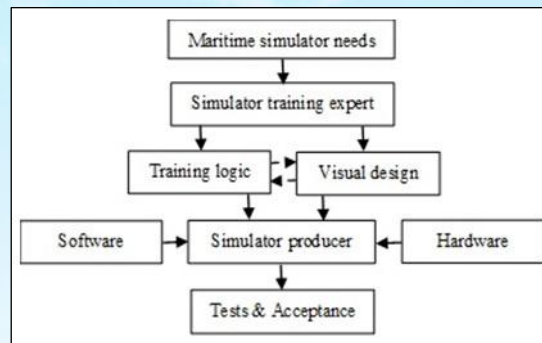 Maritime simulator needs
Simulator training expert
Training logic
Visual design
Software
Simulator producer
Hardware
Tests & Acceptance